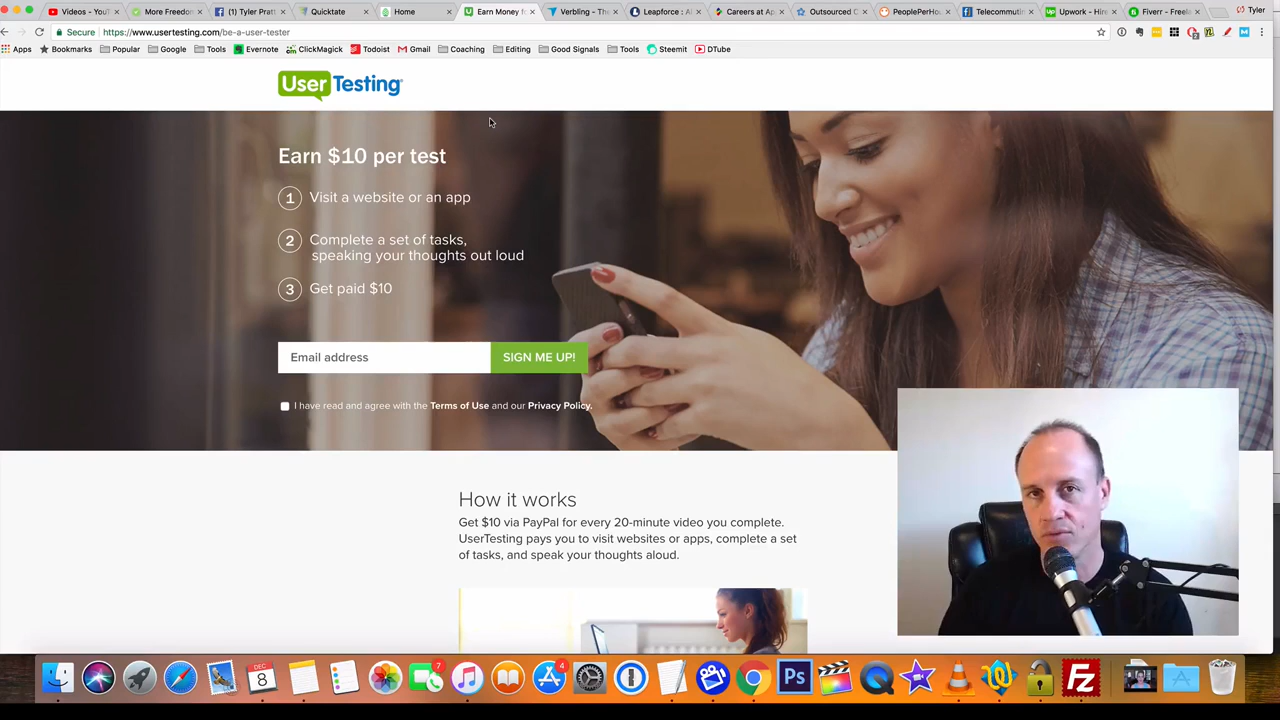 Videos - YouT
More Freedom
(1) Tyler Pratt
Quicktate
Home
Earn Money fo
Verbling - The
Leapforce : A
Careers at Ap
Outsourced C
PeoplePerHou
Telecommutin
Upwork - Hire
Fiverr - Freela
Tyler
Secure
https://www.usertesting.com/be-a-user-tester
Apps
Bookmarks
Popular
Google
Tools
Evernote
ClickMagick
Todoist
Gmail
Coaching
Editing
Good Signals
Tools
Steemit
DTube
UserTesting
Earn $10 per test
1 Visit a website or an app
2 Complete a set of tasks,
speaking your thoughts out loud
3 Get paid $10
Email address
SIGN ME UP!
I have read and agree with the Terms of Use and our Privacy Policy.
How it works
Get $10 via PayPal for every 20-minute video you complete.
UserTesting pays you to visit websites or apps, complete a set
of tasks, and speak your thoughts aloud.
DEC
8
7
4
Ps
Fz